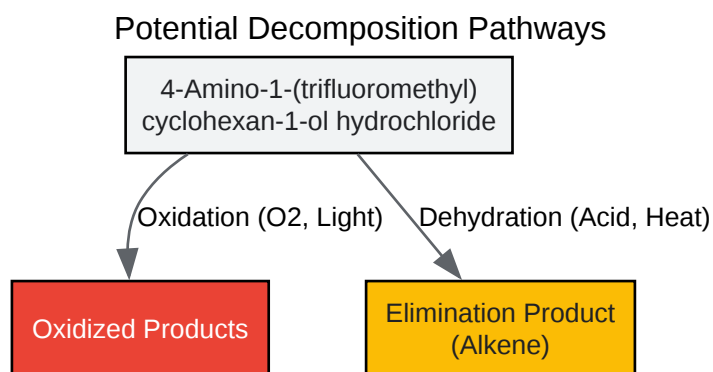 Potential Decomposition Pathways
4-Amino-1-(trifluoromethyl)
cyclohexan-1-ol hydrochloride
Oxidation (O2, Light)
Dehydration (Acid, Heat)
Oxidized Products
Elimination Product
(Alkene)